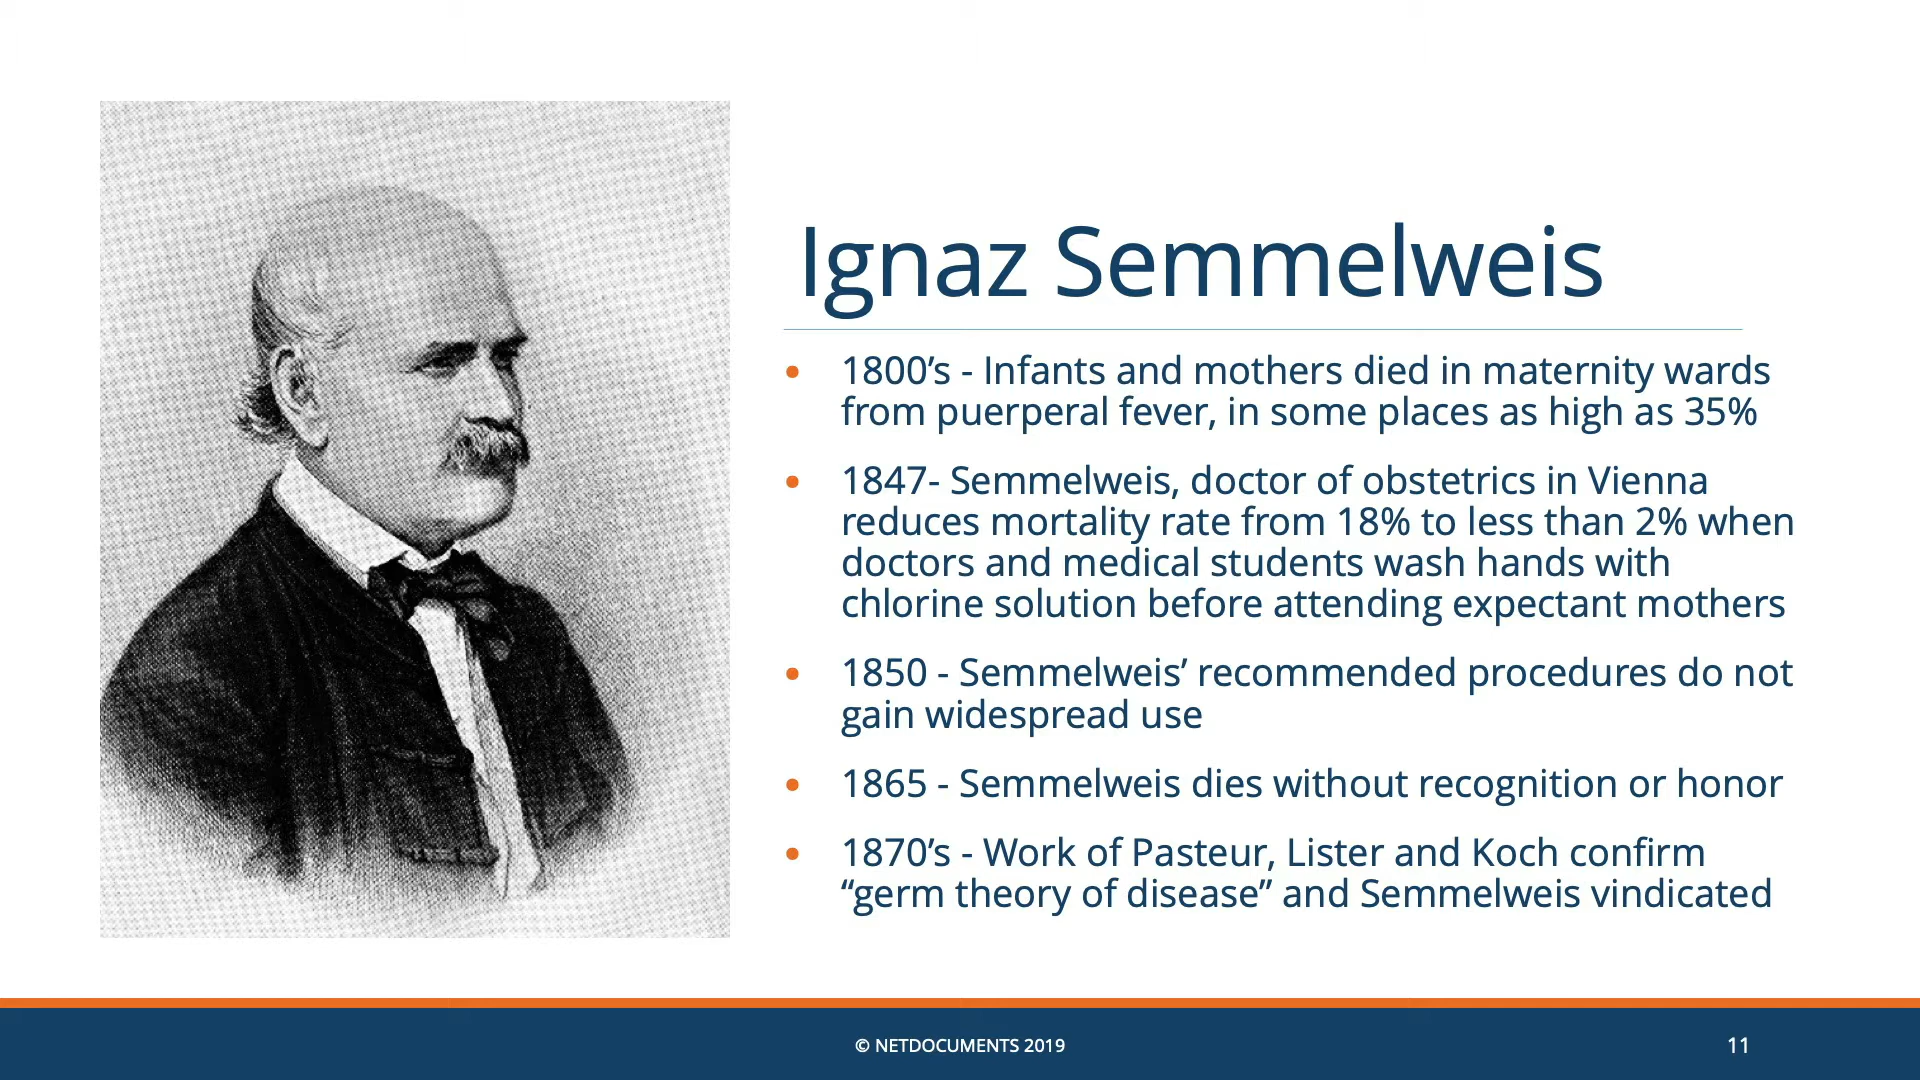 Ignaz Semmelweis
• 1800’s - Infants and mothers died in maternity wards
from puerperal fever, in some places as high as 35%
• 1847- Semmelweis, doctor of obstetrics in Vienna
reduces mortality rate from 18% to less than 2% when
doctors and medical students wash hands with
chlorine solution before attending expectant mothers
• 1850 - Semmelweis’ recommended procedures do not
gain widespread use
• 1865 - Semmelweis dies without recognition or honor
• 1870’s - Work of Pasteur, Lister and Koch confirm
“germ theory of disease” and Semmelweis vindicated
© NETDOCUMENTS 2019
11